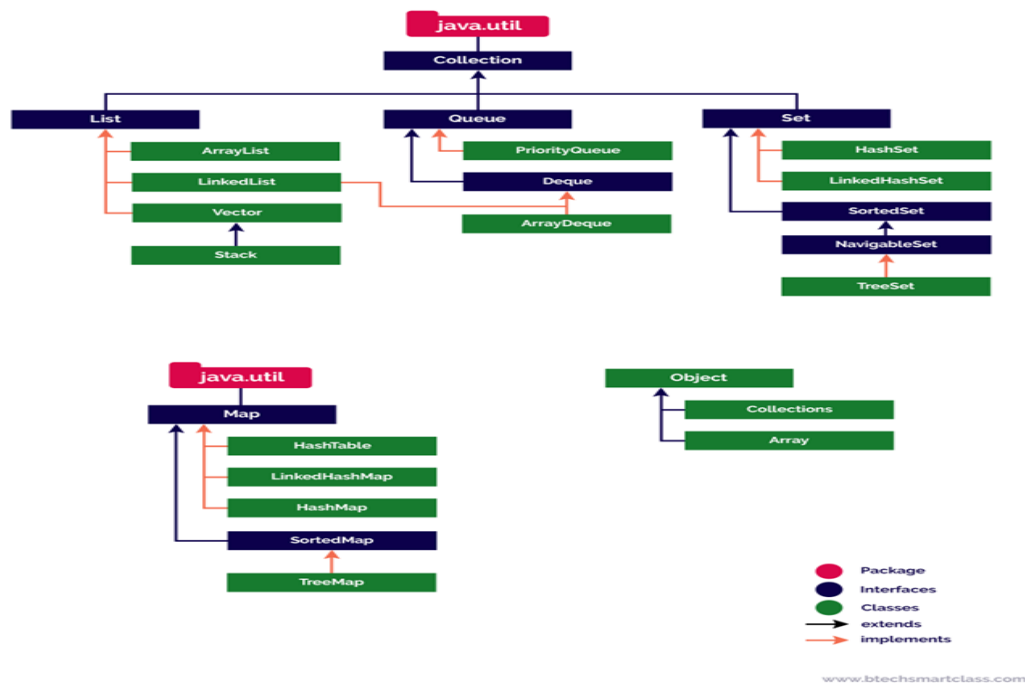 java.util
Collection
List
Queue
Set
ArrayList
PriorityQueue
HashSet
LinkedList
Deque
LinkedHashSet
Vector
ArrayDeque
SortedSet
Stack
NavigableSet
TreeSet
java.util
Map
HashTable
LinkedHashMap
HashMap
SortedMap
TreeMap
Object
Collections
Array
Package
Interfaces
Classes
extends
implements
www.btechsmartclass.com